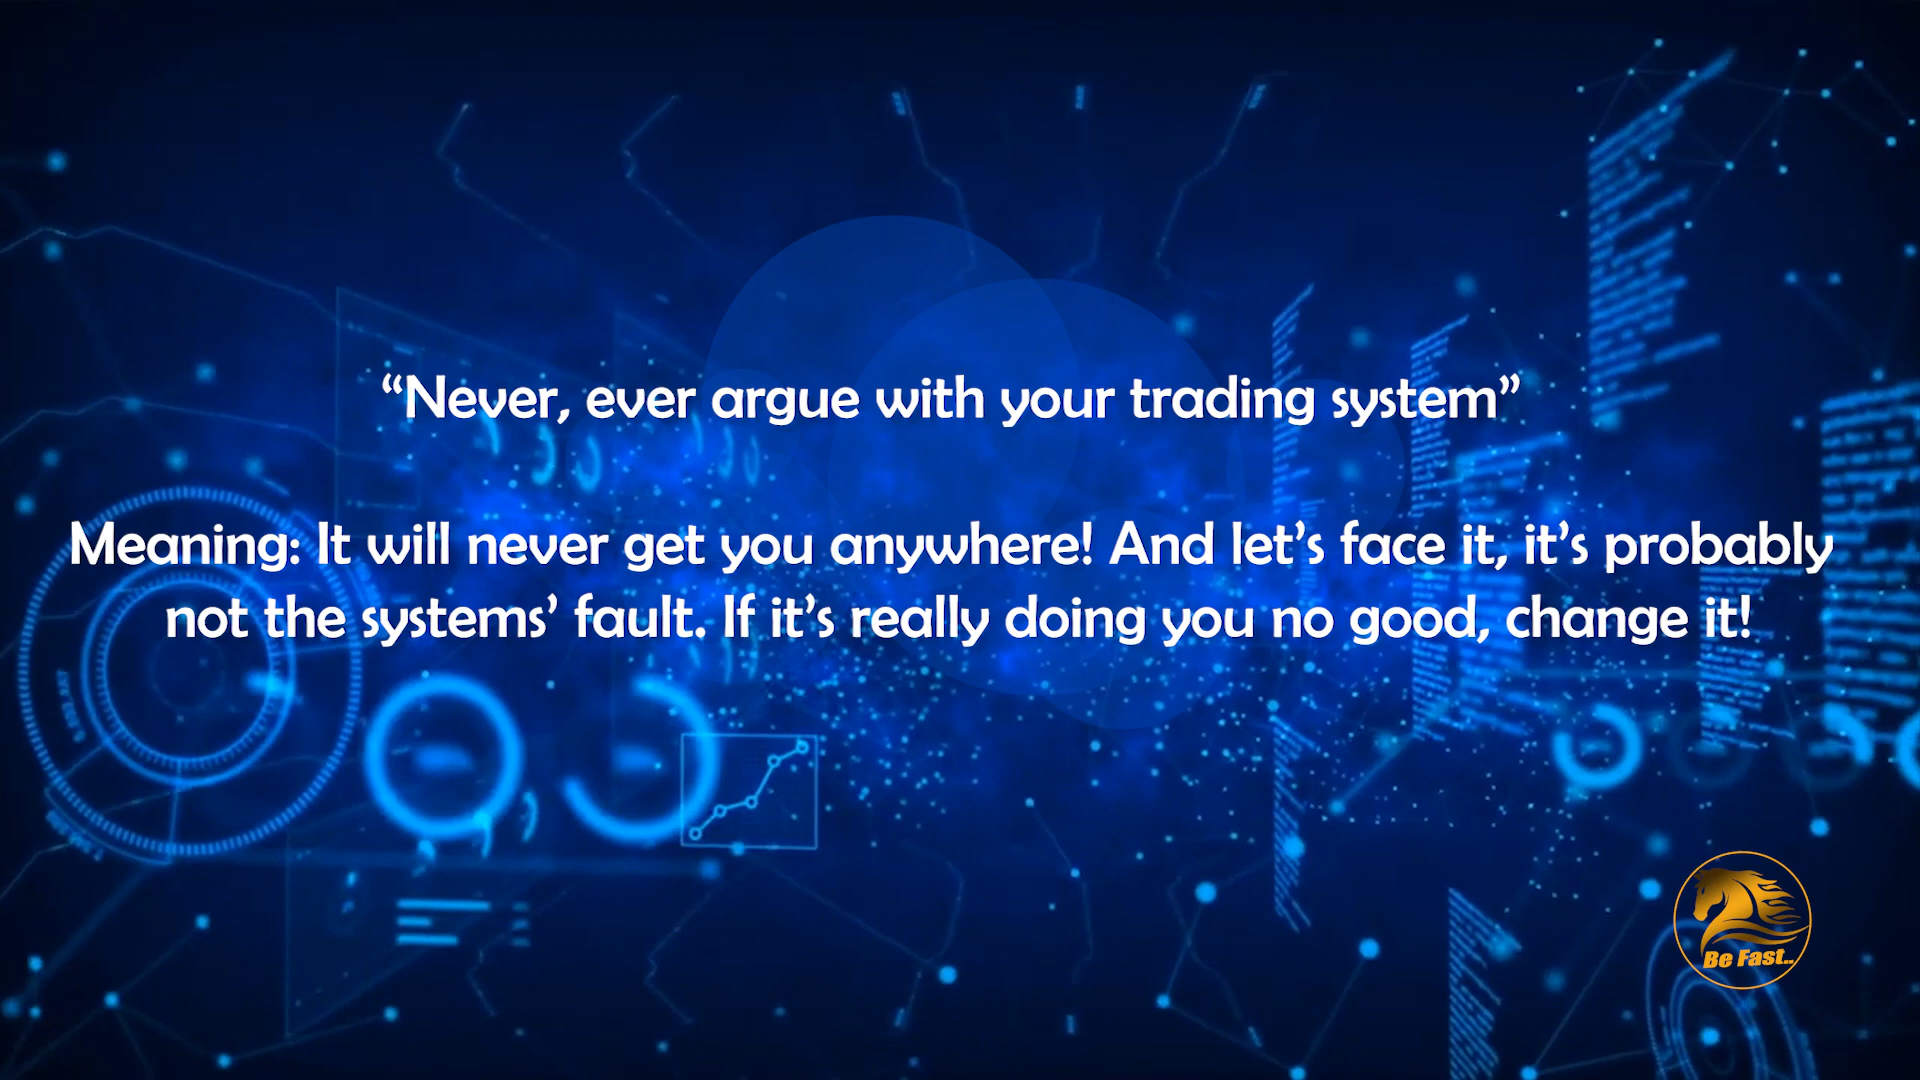 “Never, ever argue with your trading system”
Meaning: It will never get you anywhere! And let’s face it, it’s probably
not the systems’ fault. If it’s really doing you no good, change it!
Be Fast..